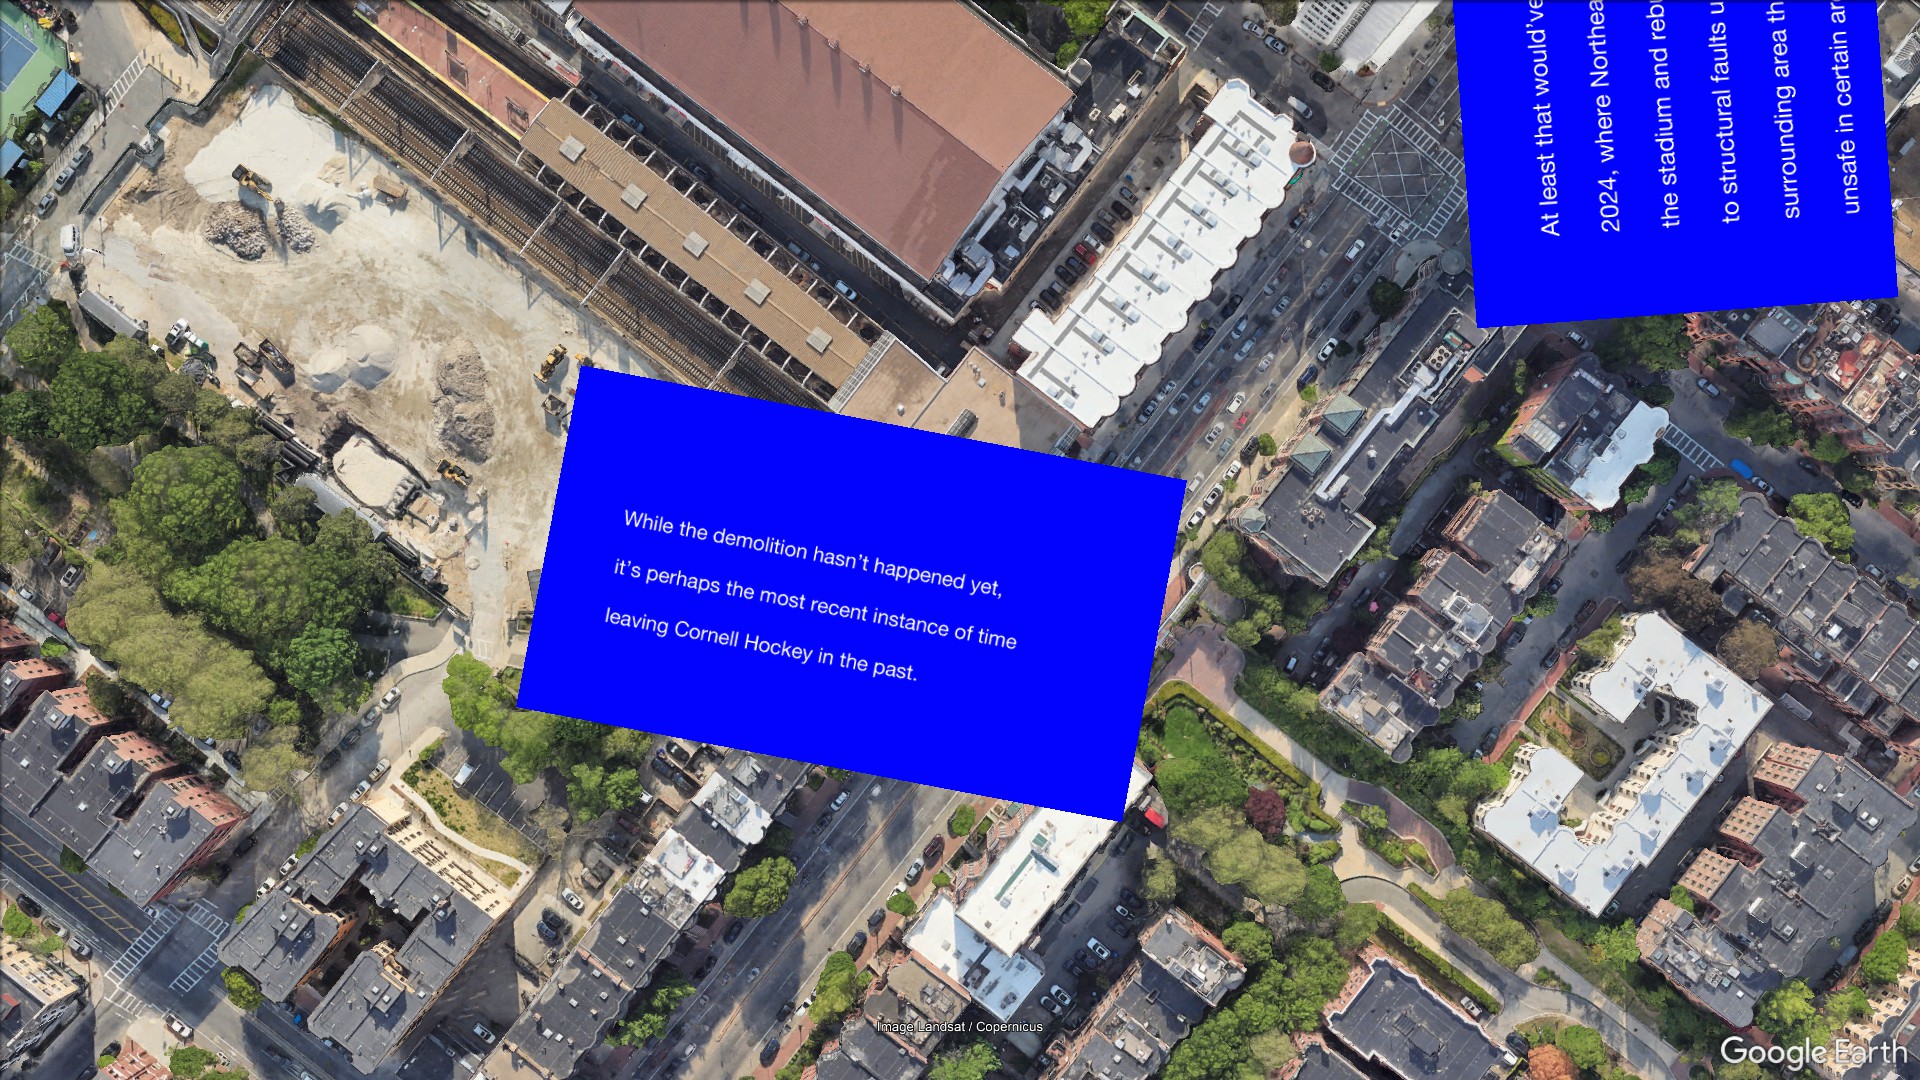 While the demolition hasn't happened yet,
it's perhaps the most recent instance of time
leaving Cornell Hockey in the past.
At least that would've
2024, where Northea
the stadium and rebu
to structural faults u
surrounding area th
unsafe in certain ar
Image Landsat / Copernicus
Google Earth